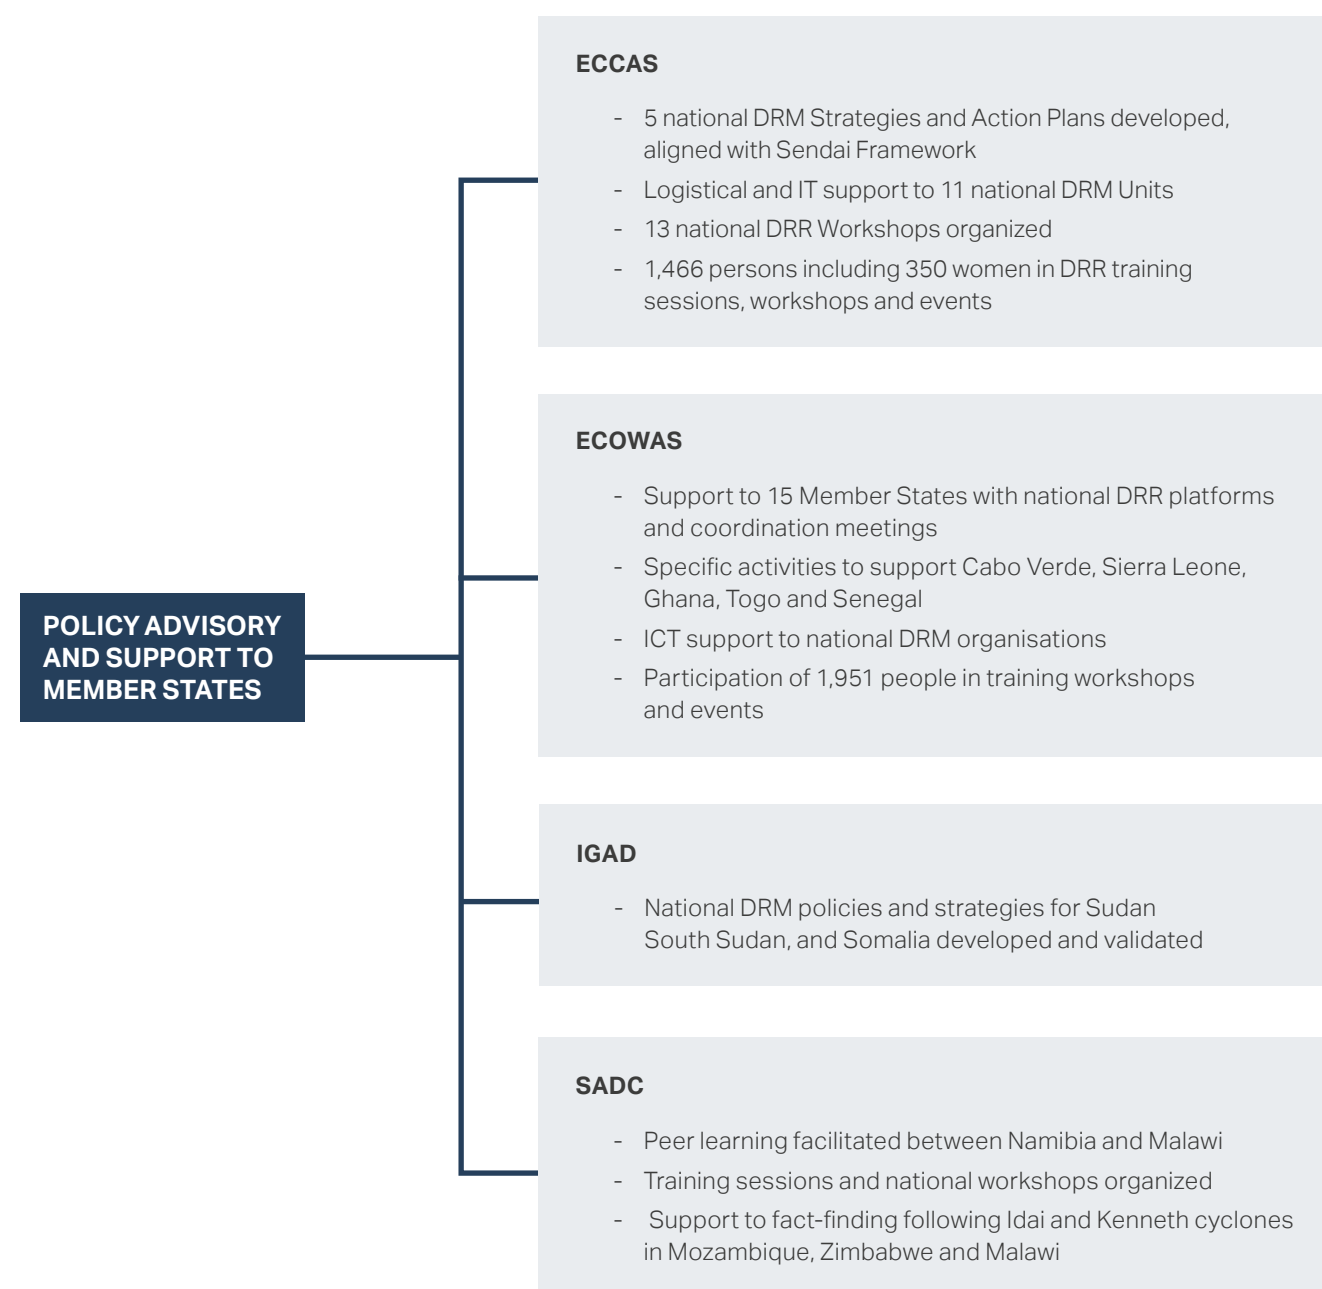 POLICY ADVISORY
AND SUPPORT TO
MEMBER STATES
ECCAS
- 5 national DRM Strategies and Action Plans developed,
aligned with Sendai Framework
- Logistical and IT support to 11 national DRM Units
- 13 national DRR Workshops organized
- 1,466 persons including 350 women in DRR training
sessions, workshops and events
ECOWAS
- Support to 15 Member States with national DRR platforms
and coordination meetings
- Specific activities to support Cabo Verde, Sierra Leone,
Ghana, Togo and Senegal
- ICT support to national DRM organisations
- Participation of 1,951 people in training workshops
and events
IGAD
- National DRM policies and strategies for Sudan
South Sudan, and Somalia developed and validated
SADC
- Peer learning facilitated between Namibia and Malawi
- Training sessions and national workshops organized
- Support to fact-finding following Idai and Kenneth cyclones
in Mozambique, Zimbabwe and Malawi